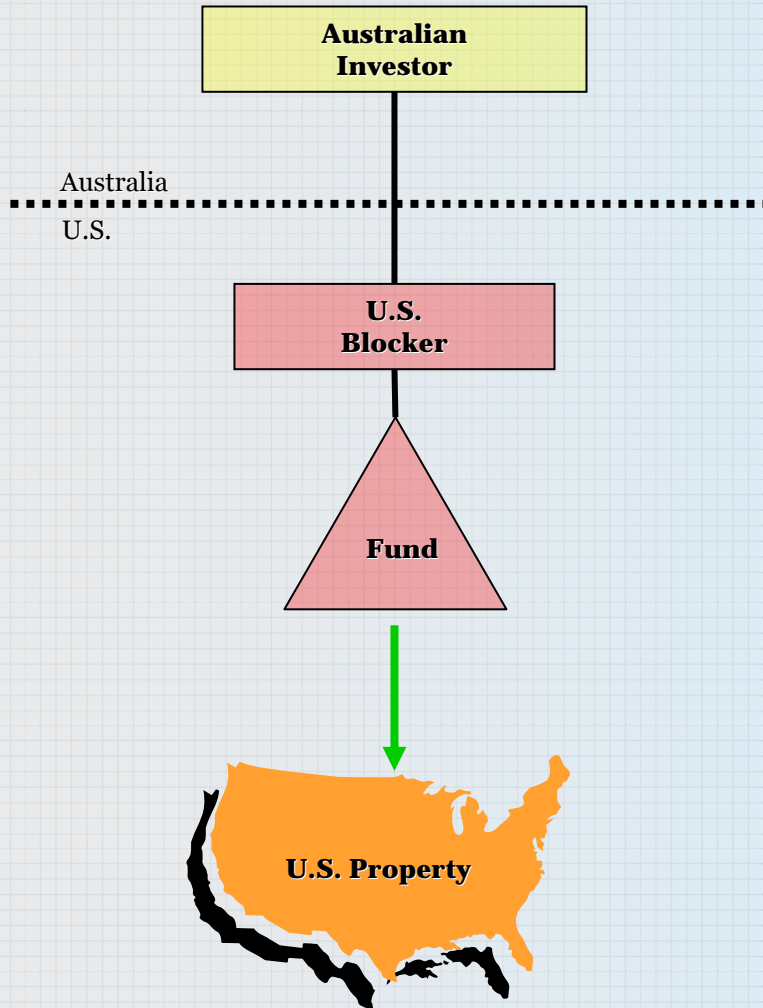 Australian
Investor
Australia
U.S.
U.S.
Blocker
Fund
U.S. Property